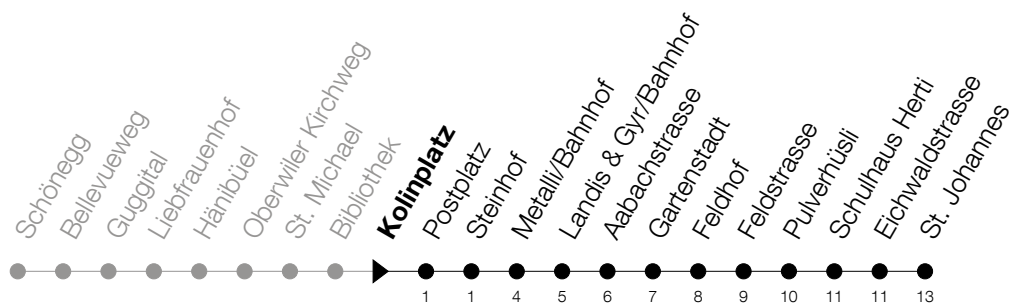 Schönegg
Bellevueweg
Guggital
Liebfrauenhof
Hänibüel
Oberwiler Kirchweg
St. Michael
Bibliothek
Kolinplatz
Postplatz
Steinhof
Metalli/Bahnhof
Landis & Gyr/Bahnhof
Aabachstrasse
Gartenstadt
Feldhof
Feldstrasse
Pulverhüsli
Schulhaus Herti
Eichwaldstrasse
St. Johannes
1 1 4 5 6 7 8 9 10 11 11 13